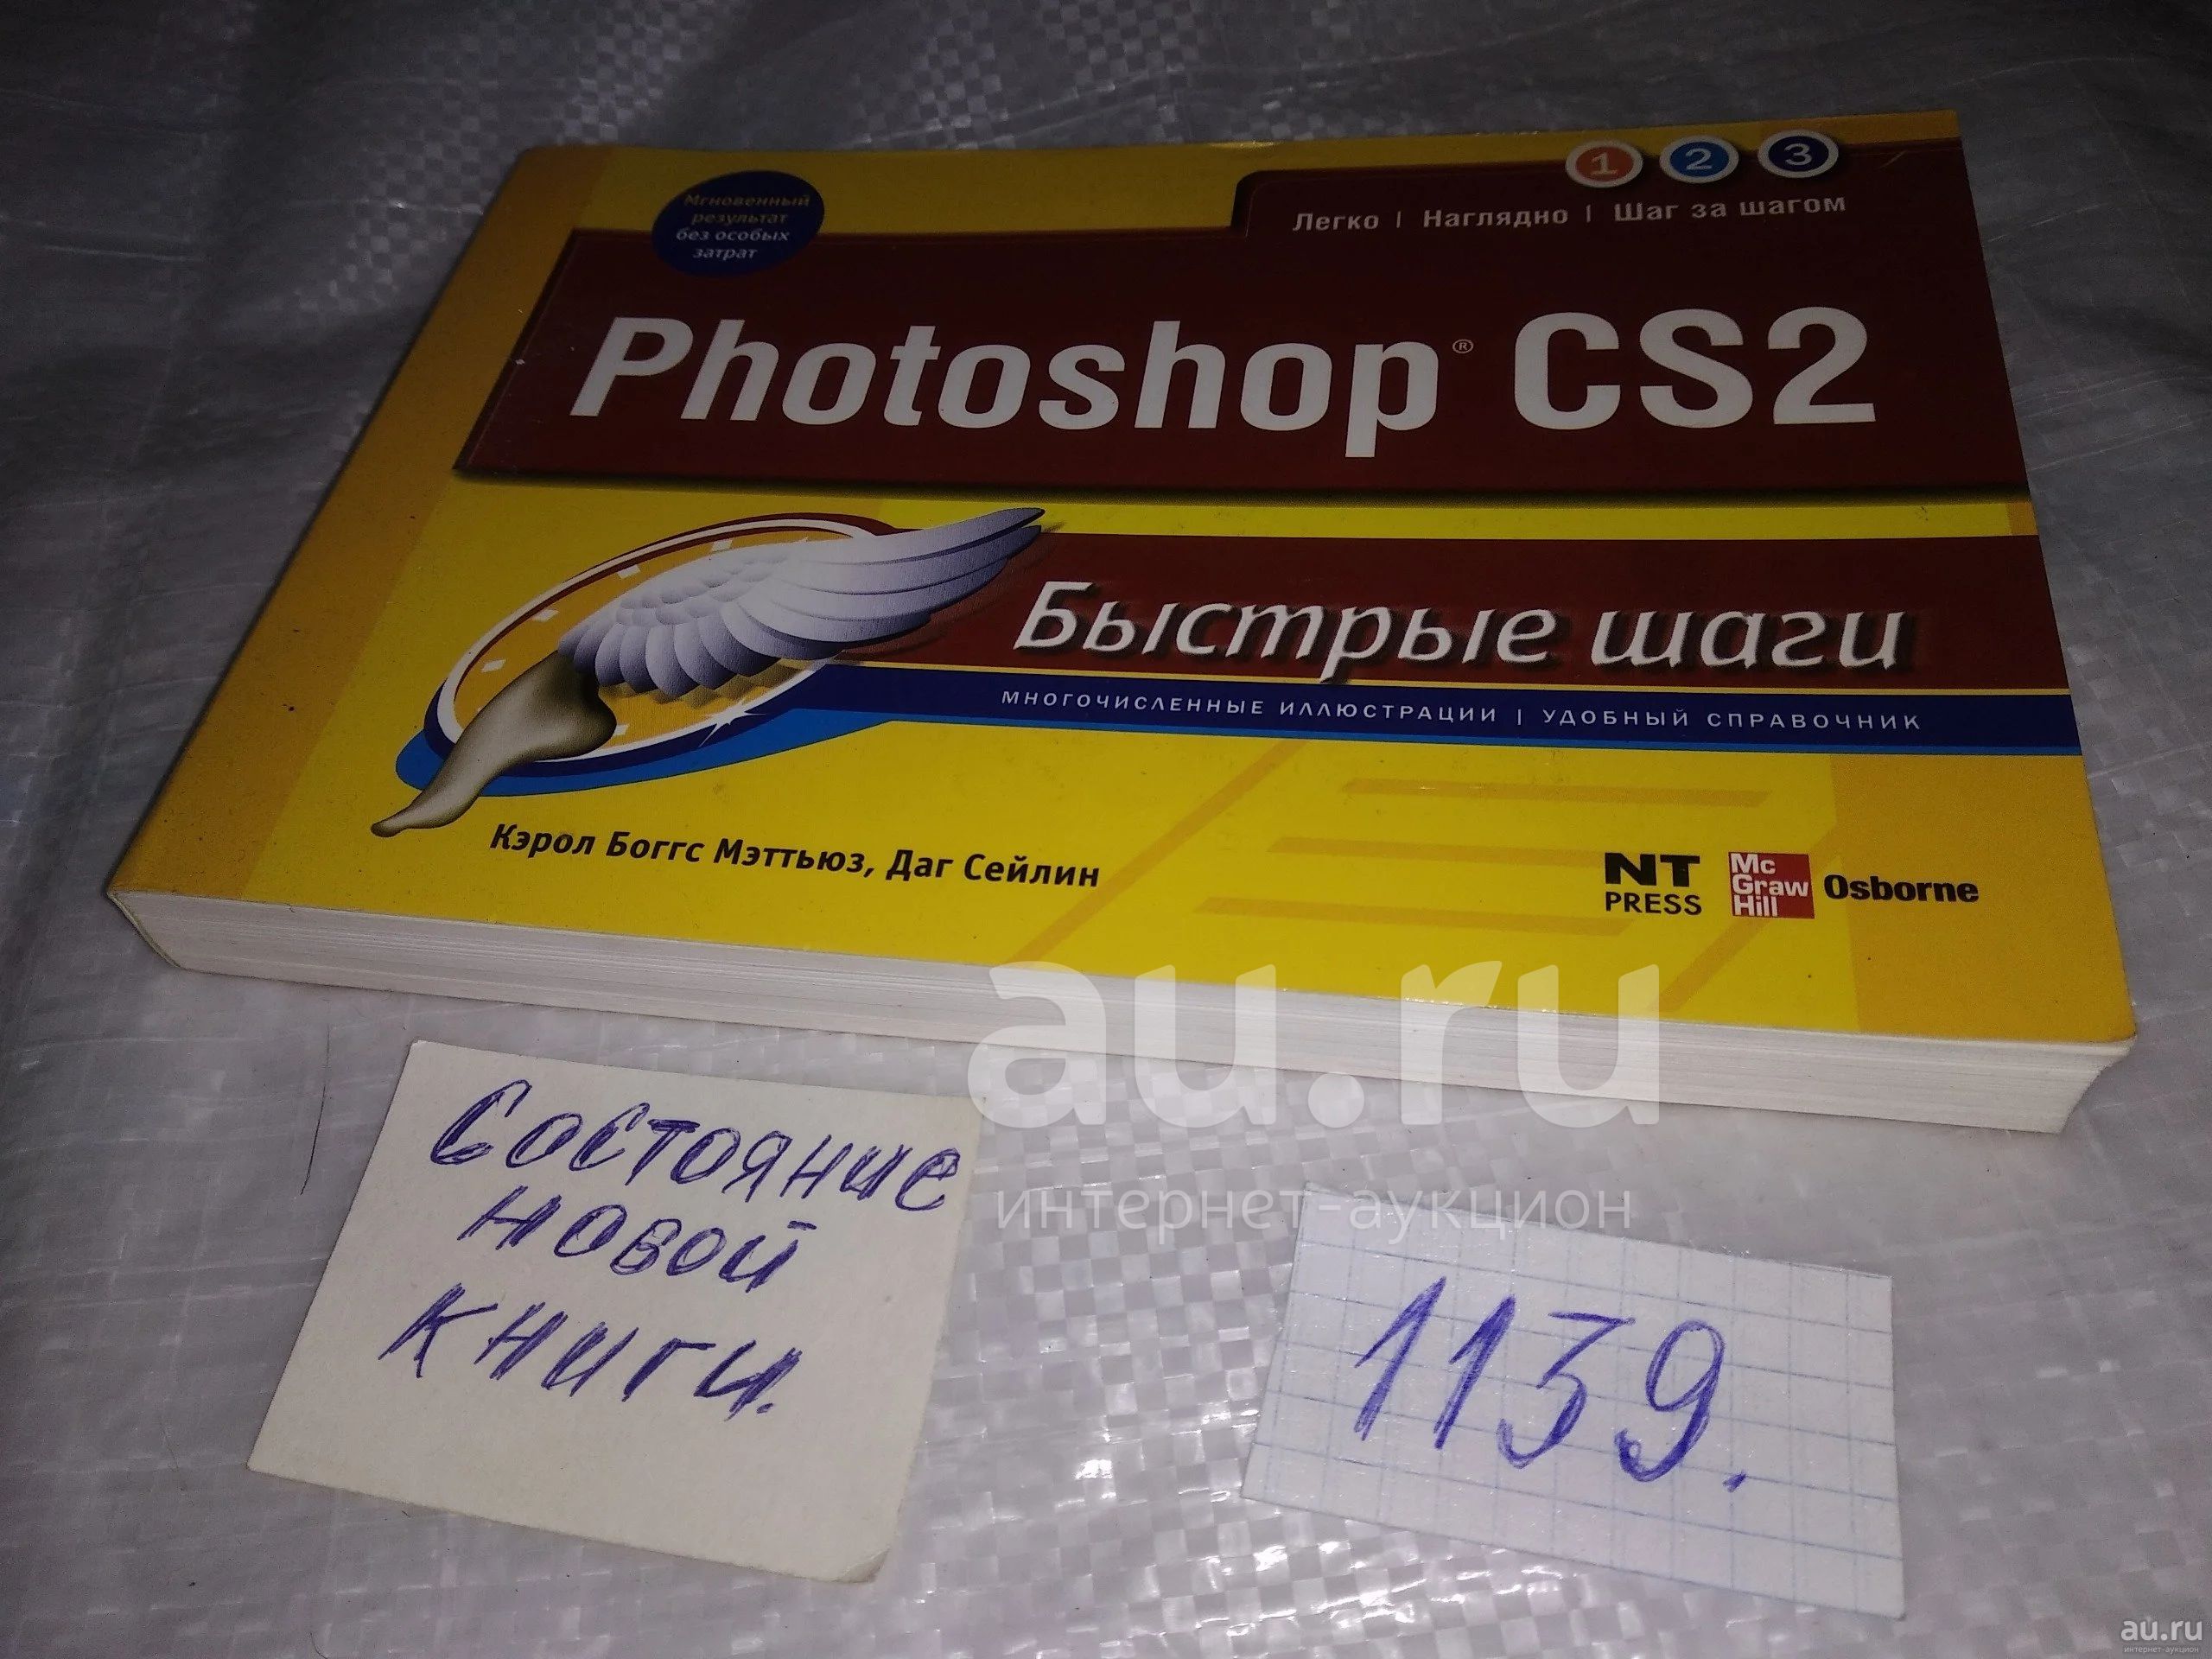 Мгновенный
результат
без особых
затрат
1 2 3
Легко | Наглядно | Шаг за шагом
Photoshop® CS2
Быстрые шаги
МНОГОЧИСЛЕННЫЕ ИЛЛЮСТРАЦИИ | УДОБНЫЙ СПРАВОЧНИК
Кэрол Боггс Мэттьюз, Даг Сейлин
NT
PRESS
Mc
Graw
Hill
Osborne
au.ru
интернет-аукцион
Состояние
новой
книги.
1139.
au.ru
интернет-аукцион